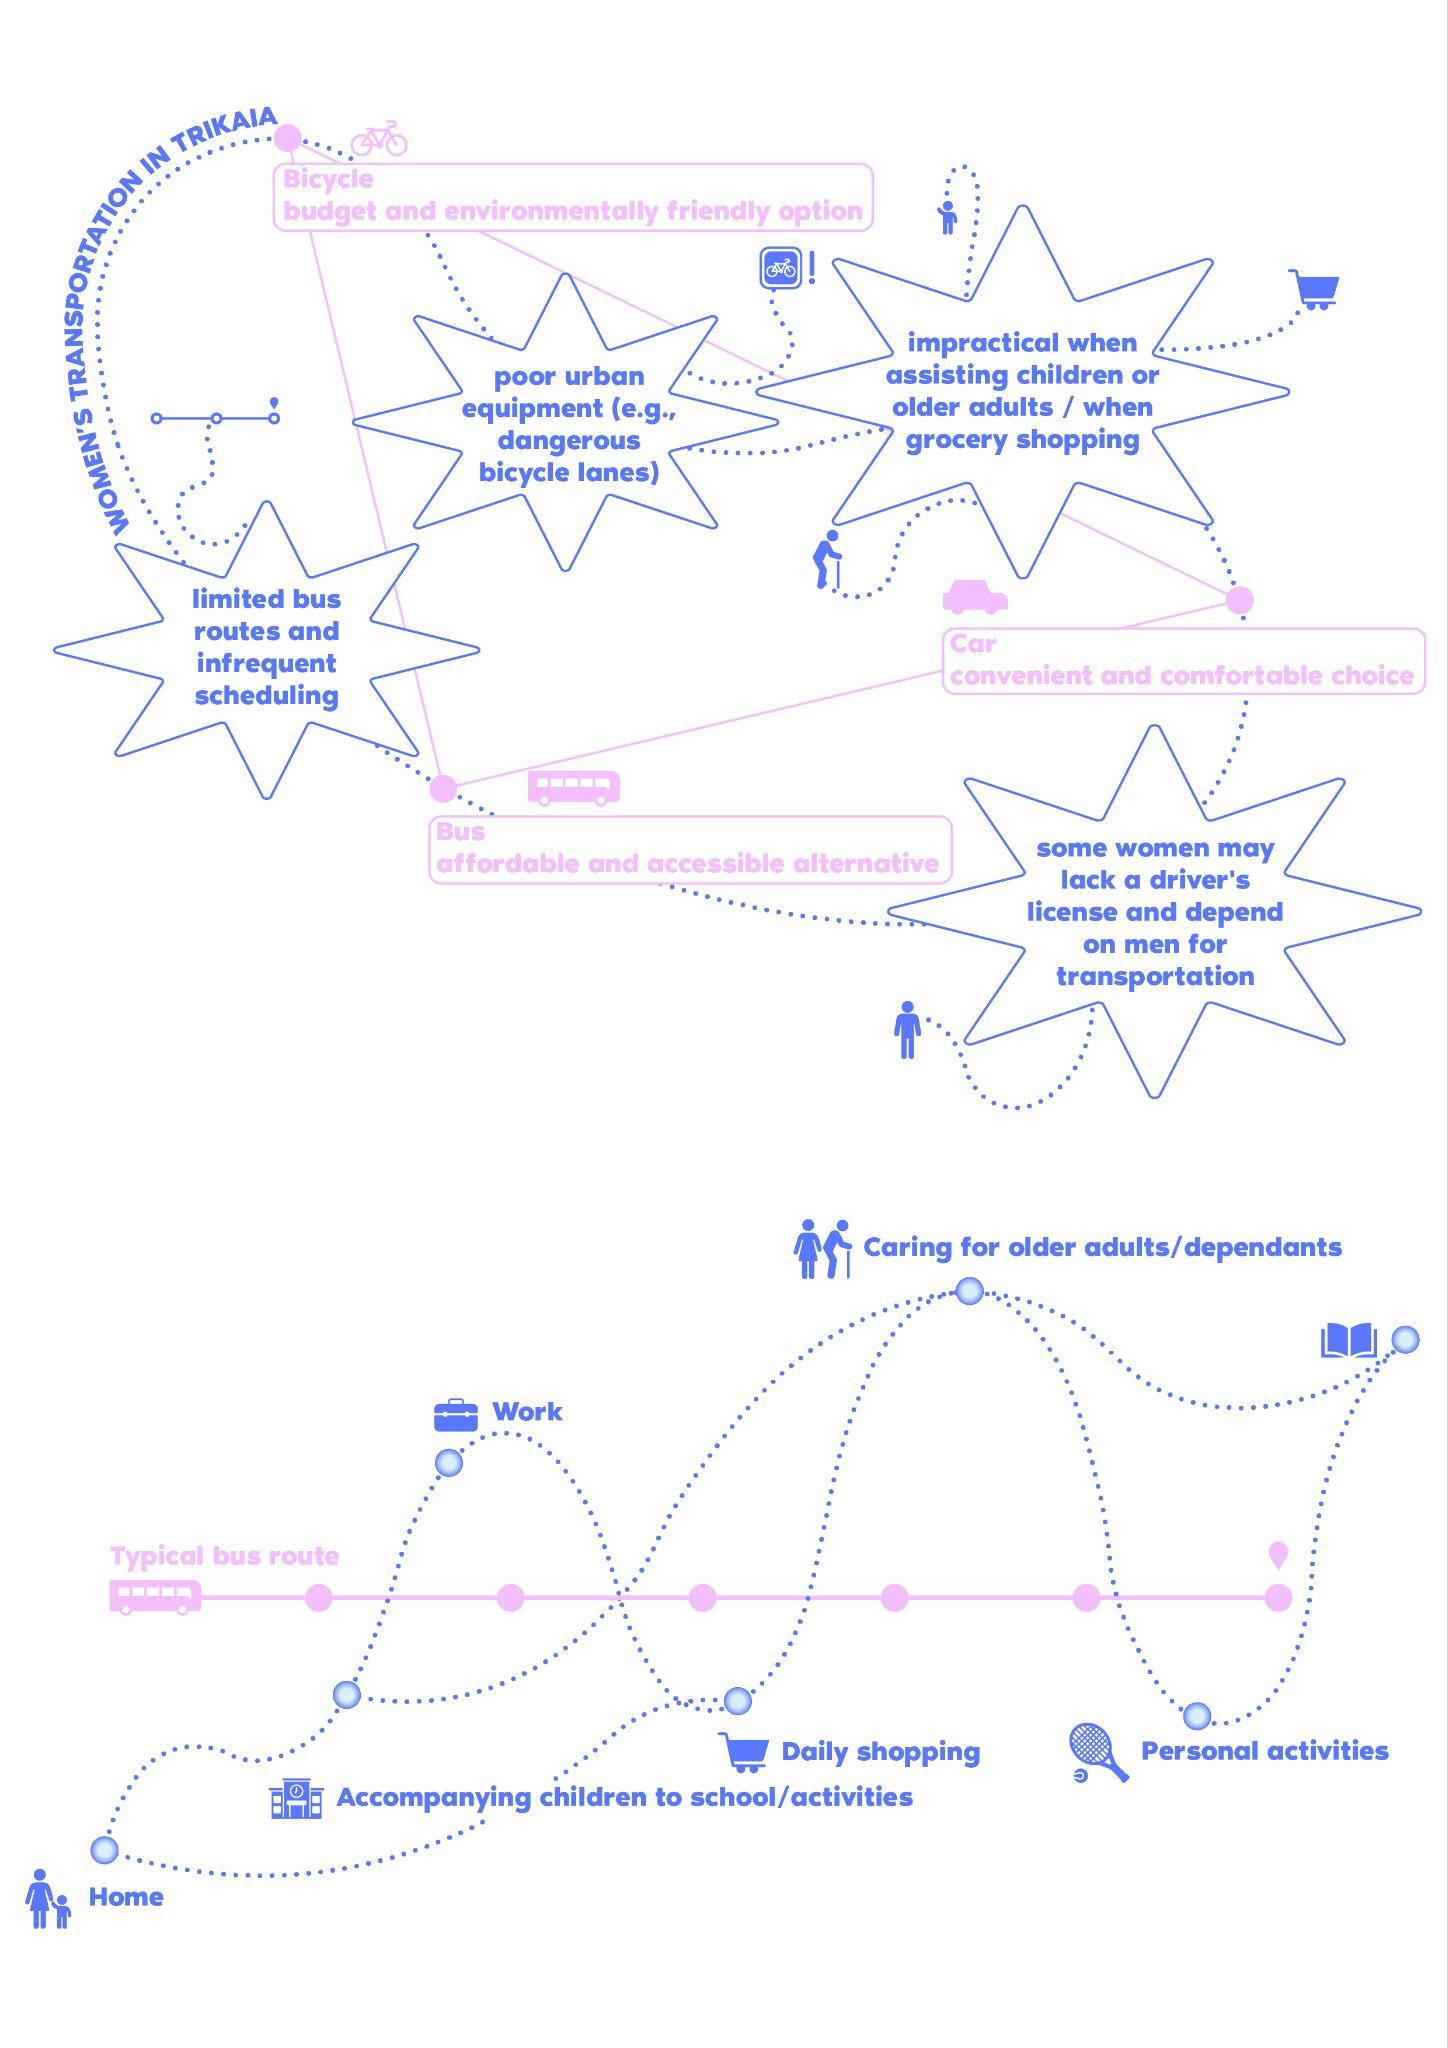 WOMEN'S TRANSPORTATION IN TRIKAIA
Bicycle
budget and environmentally friendly option
!
poor urban
equipment (e.g.,
dangerous
bicycle lanes)
impractical when
assisting children or
older adults / when
grocery shopping
limited bus
routes and
infrequent
scheduling
Car
convenient and comfortable choice
Bus
affordable and accessible alternative
some women may
lack a driver's
license and depend
on men for
transportation
Caring for older adults/dependants
Work
Typical bus route
Daily shopping
Personal activities
Accompanying children to school/activities
Home